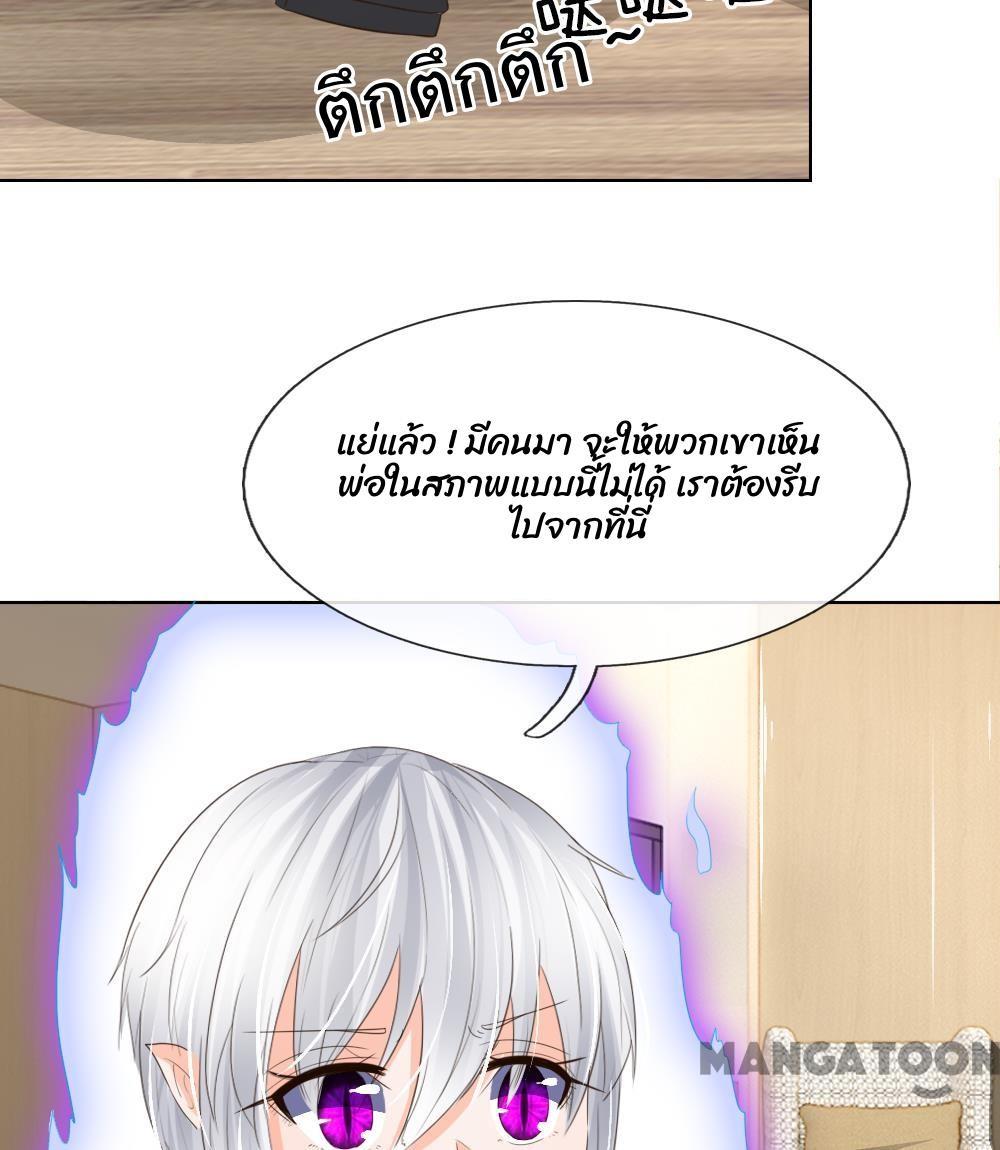 ตึกตึกตึก~
แย่แล้ว ! มีคนมา จะให้พวกเขาเห็น
พ่อในสภาพแบบนี้ไม่ได้ เราต้องรีบ
ไปจากที่นี่
MANGATOON